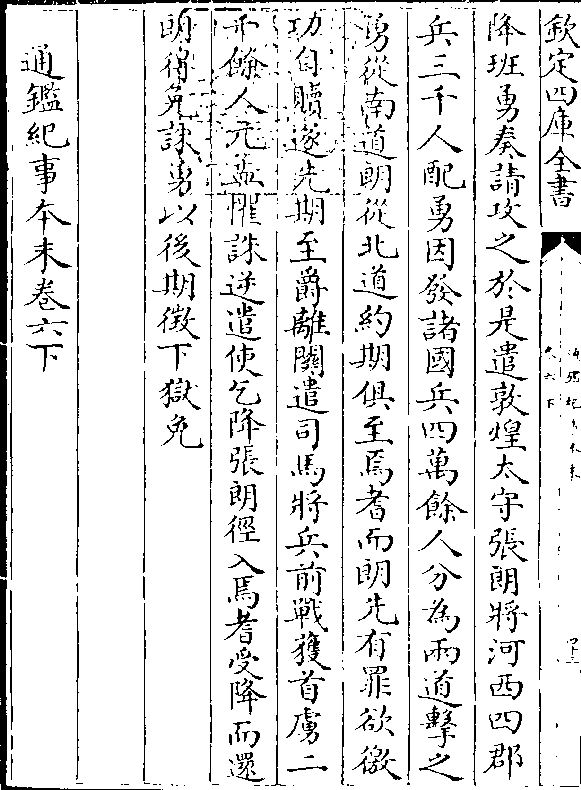 欽定四庫全書
降班勇奏請攻之於是遣敦煌太守張朗將河西四郡
兵三千人配勇因發諸國兵四萬餘人分為兩道擊之
勇從南道朗從北道約期俱至焉耆而朗先有罪欲徼
功自贖遂先期至爵離關遣司馬將兵前戰獲首虜二
千餘人元孟懼誅逆遣使乞降張朗徑入焉耆受降而還
朗得免誅勇以後期徵下獄免
通鑑紀事本末卷六下